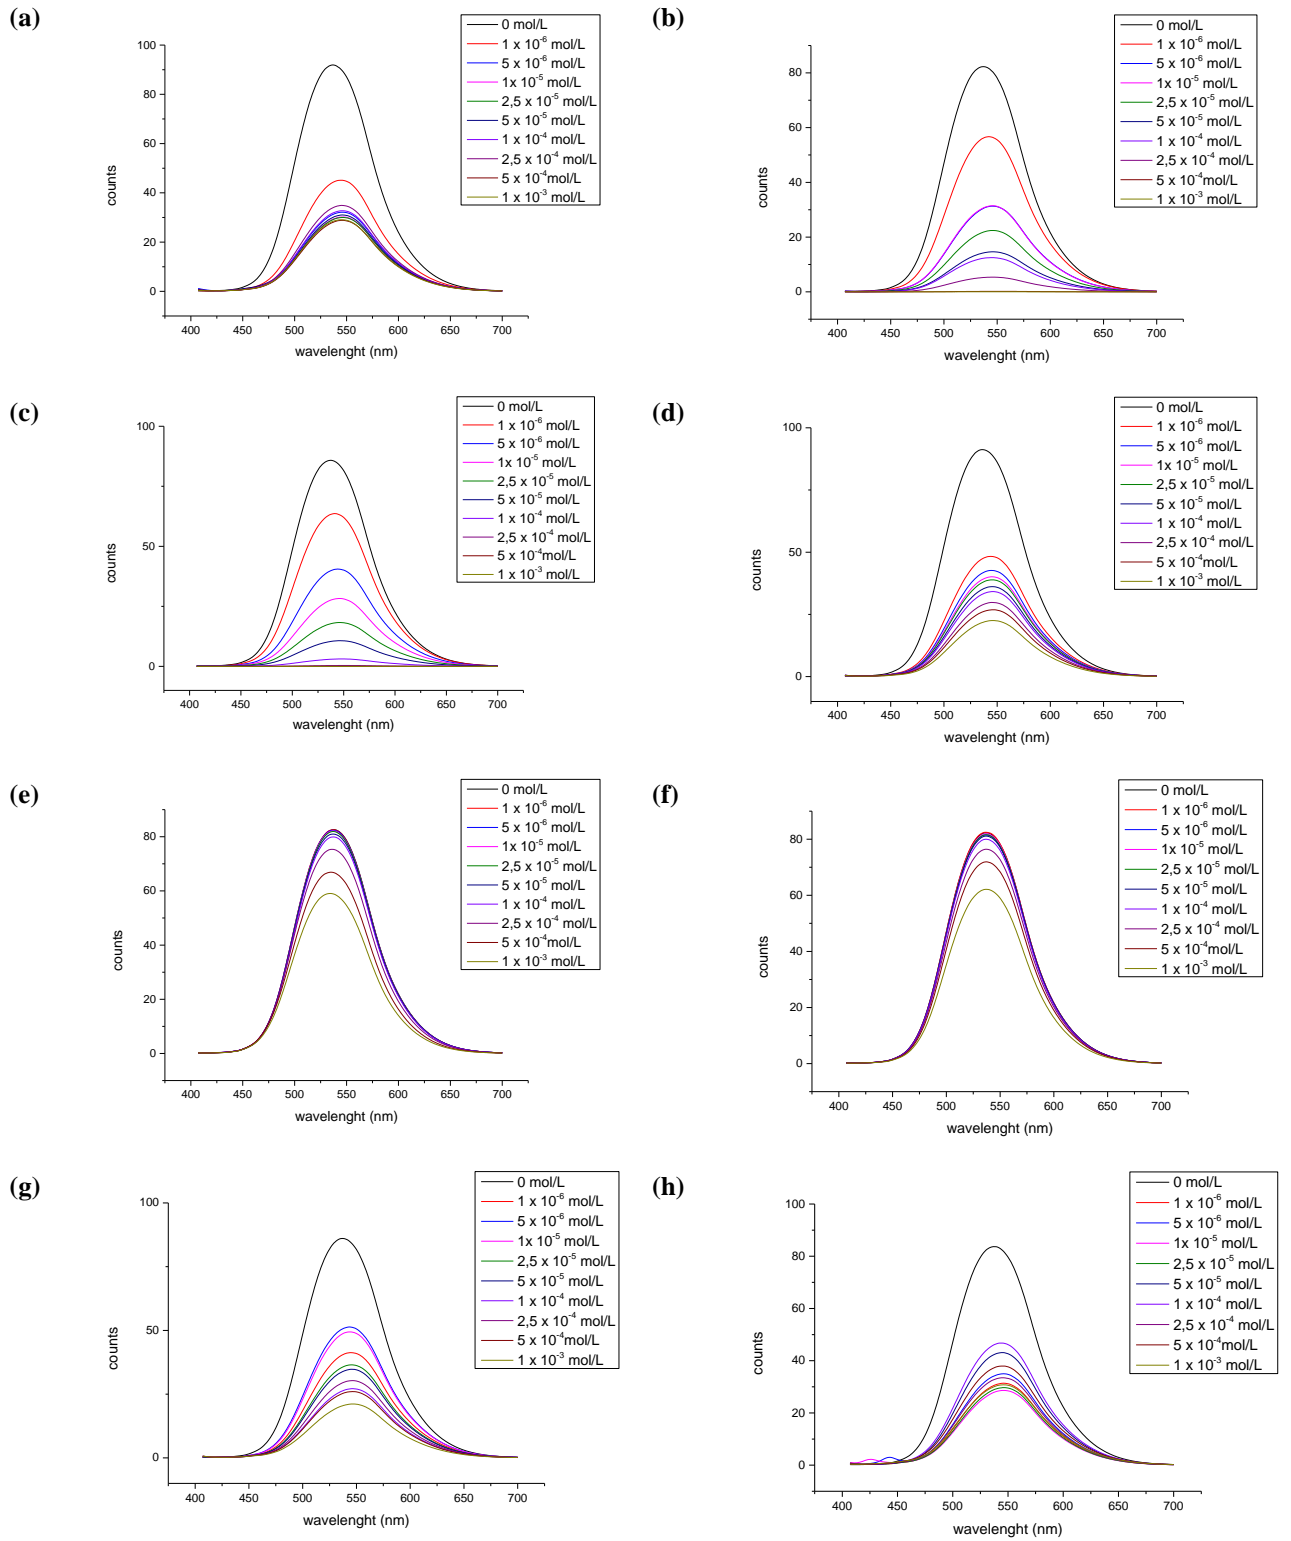 (a)
0 mol/L
1 x 10⁻⁶ mol/L
5 x 10⁻⁶ mol/L
1x 10⁻⁵ mol/L
2,5 x 10⁻⁵ mol/L
5 x 10⁻⁵ mol/L
1 x 10⁻⁴ mol/L
2,5 x 10⁻⁴ mol/L
5 x 10⁻⁴mol/L
1 x 10⁻³ mol/L
100
80
60
40
20
0
counts
400 450 500 550 600 650 700
wavelenght (nm)
(b)
0 mol/L
1 x 10⁻⁶ mol/L
5 x 10⁻⁶ mol/L
1x 10⁻⁵ mol/L
2,5 x 10⁻⁵ mol/L
5 x 10⁻⁵ mol/L
1 x 10⁻⁴ mol/L
2,5 x 10⁻⁴ mol/L
5 x 10⁻⁴mol/L
1 x 10⁻³ mol/L
80
60
40
20
0
counts
400 450 500 550 600 650 700
wavelenght (nm)
(c)
0 mol/L
1 x 10⁻⁶ mol/L
5 x 10⁻⁶ mol/L
1x 10⁻⁵ mol/L
2,5 x 10⁻⁵ mol/L
5 x 10⁻⁵ mol/L
1 x 10⁻⁴ mol/L
2,5 x 10⁻⁴ mol/L
5 x 10⁻⁴mol/L
1 x 10⁻³ mol/L
100
50
0
counts
400 450 500 550 600 650 700
wavelenght (nm)
(d)
0 mol/L
1 x 10⁻⁶ mol/L
5 x 10⁻⁶ mol/L
1x 10⁻⁵ mol/L
2,5 x 10⁻⁵ mol/L
5 x 10⁻⁵ mol/L
1 x 10⁻⁴ mol/L
2,5 x 10⁻⁴ mol/L
5 x 10⁻⁴mol/L
1 x 10⁻³ mol/L
100
50
0
counts
400 450 500 550 600 650 700
wavelenght (nm)
(e)
0 mol/L
1 x 10⁻⁶ mol/L
5 x 10⁻⁶ mol/L
1x 10⁻⁵ mol/L
2,5 x 10⁻⁵ mol/L
5 x 10⁻⁵ mol/L
1 x 10⁻⁴ mol/L
2,5 x 10⁻⁴ mol/L
5 x 10⁻⁴mol/L
1 x 10⁻³ mol/L
80
60
40
20
0
counts
400 450 500 550 600 650 700
wavelenght (nm)
(f)
0 mol/L
1 x 10⁻⁶ mol/L
5 x 10⁻⁶ mol/L
1x 10⁻⁵ mol/L
2,5 x 10⁻⁵ mol/L
5 x 10⁻⁵ mol/L
1 x 10⁻⁴ mol/L
2,5 x 10⁻⁴ mol/L
5 x 10⁻⁴mol/L
1 x 10⁻³ mol/L
80
60
40
20
0
counts
400 450 500 550 600 650 700
wavelenght (nm)
(g)
0 mol/L
1 x 10⁻⁶ mol/L
5 x 10⁻⁶ mol/L
1x 10⁻⁵ mol/L
2,5 x 10⁻⁵ mol/L
5 x 10⁻⁵ mol/L
1 x 10⁻⁴ mol/L
2,5 x 10⁻⁴ mol/L
5 x 10⁻⁴mol/L
1 x 10⁻³ mol/L
100
50
0
counts
400 450 500 550 600 650 700
wavelenght (nm)
(h)
0 mol/L
1 x 10⁻⁶ mol/L
5 x 10⁻⁶ mol/L
1x 10⁻⁵ mol/L
2,5 x 10⁻⁵ mol/L
5 x 10⁻⁵ mol/L
1 x 10⁻⁴ mol/L
2,5 x 10⁻⁴ mol/L
5 x 10⁻⁴mol/L
1 x 10⁻³ mol/L
100
80
60
40
20
0
counts
400 450 500 550 600 650 700
wavelenght (nm)